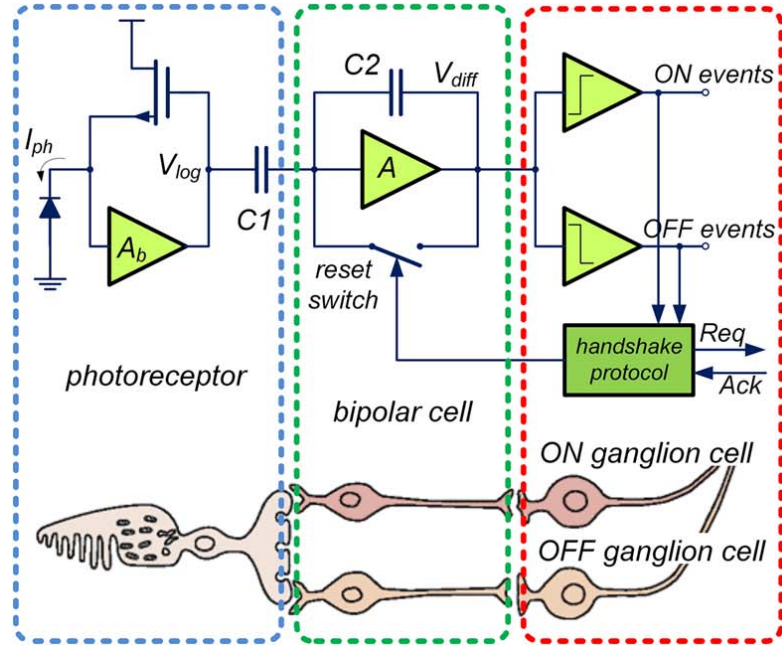 C2
V_diff
ON events
I_ph
V_log
A
C1
A_b
OFF events
reset
switch
handshake
protocol
Req
Ack
photoreceptor
bipolar cell
ON ganglion cell
OFF ganglion cell